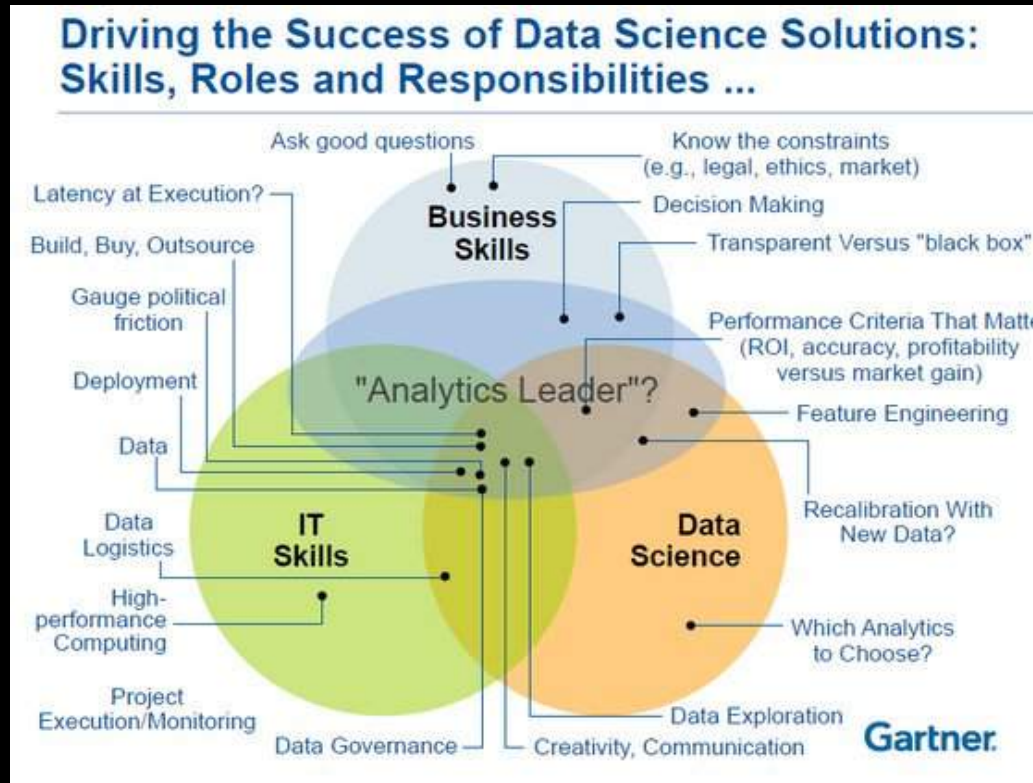 Driving the Success of Data Science Solutions:
Skills, Roles and Responsibilities ...
Ask good questions
Know the constraints
(e.g., legal, ethics, market)
Latency at Execution?
Decision Making
Business
Skills
Build, Buy, Outsource
Transparent Versus "black box"
Gauge political
friction
Performance Criteria That Matte
(ROI, accuracy, profitability
versus market gain)
Deployment
"Analytics Leader"?
Feature Engineering
Data
Recalibration With
New Data?
Data
Logistics
IT
Skills
Data
Science
High-
performance
Computing
Which Analytics
to Choose?
Project
Execution/Monitoring
Data Exploration
Data Governance
Creativity, Communication
Gartner.